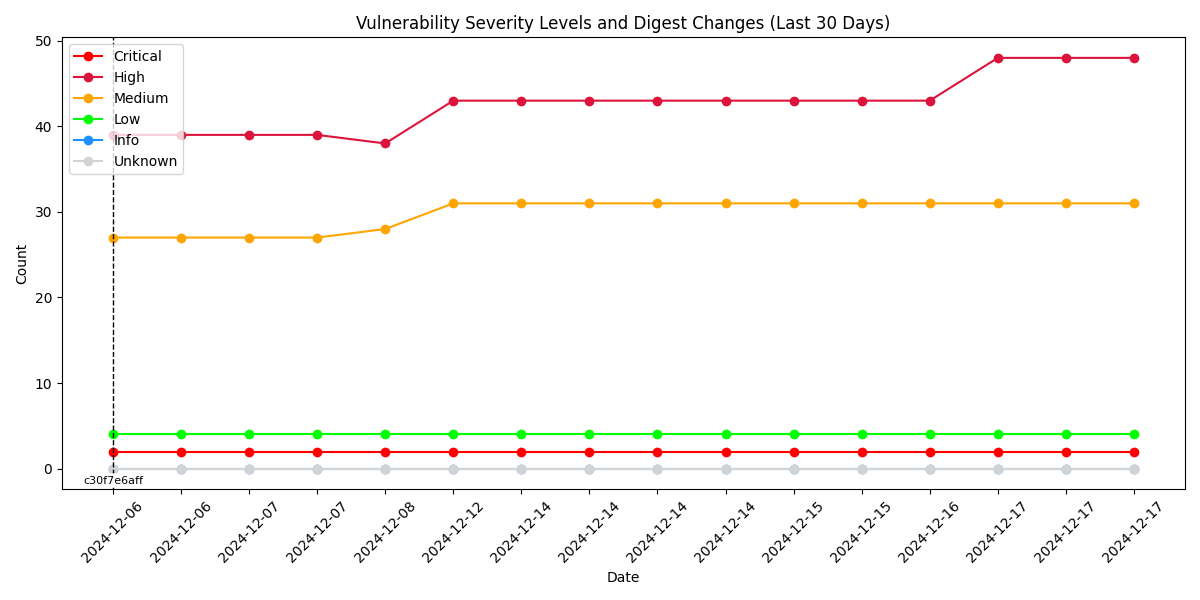 Vulnerability Severity Levels and Digest Changes (Last 30 Days)
Critical
High
Medium
Low
Info
Unknown
Count
50
40
30
20
10
0
c30f7e6aff
2024-12-06
2024-12-06
2024-12-07
2024-12-07
2024-12-08
2024-12-12
2024-12-14
2024-12-14
2024-12-14
2024-12-14
2024-12-15
2024-12-15
2024-12-16
2024-12-17
2024-12-17
2024-12-17
Date